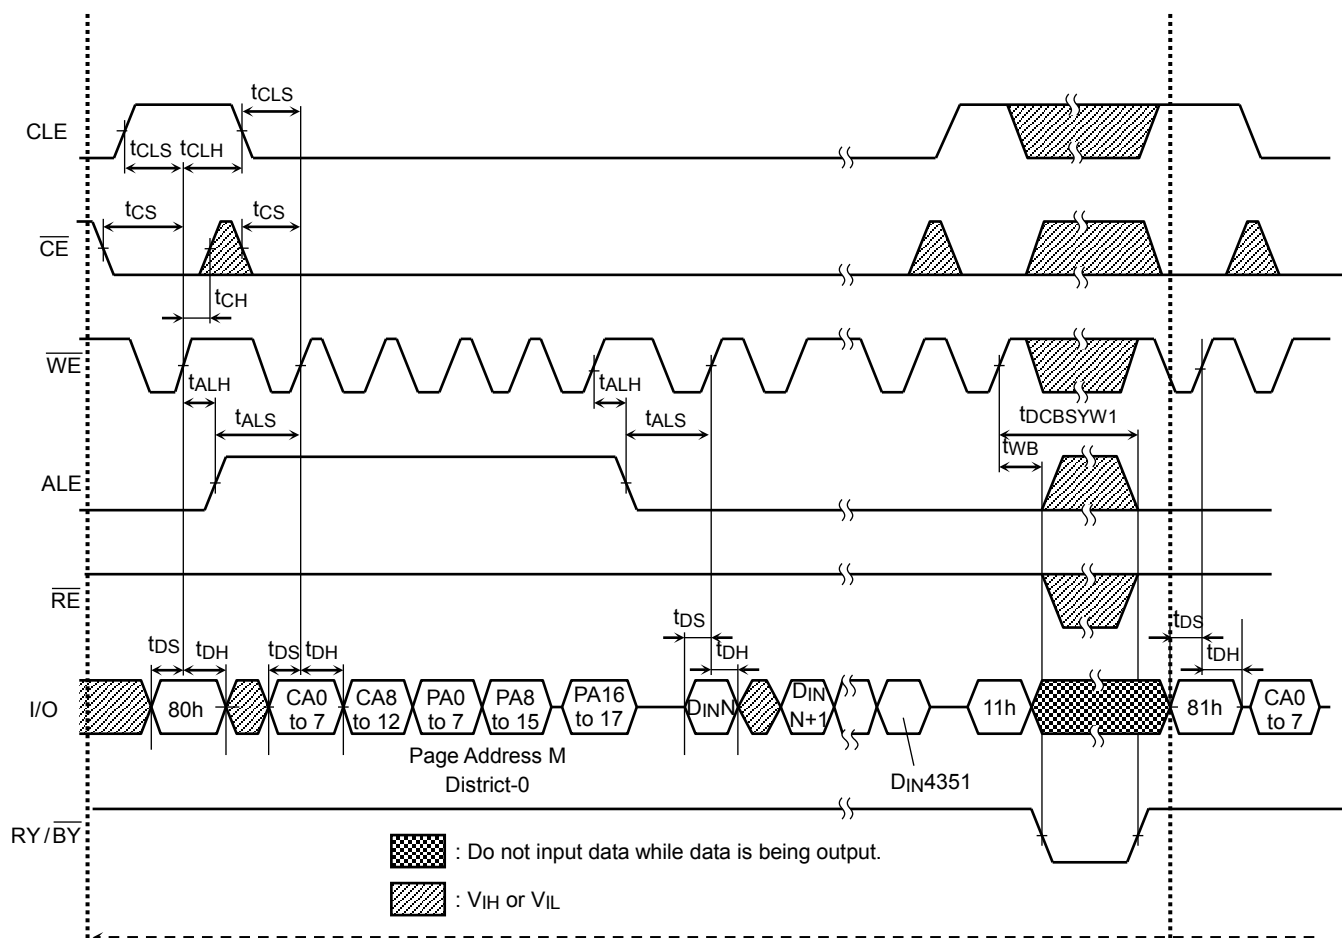 tCLS
CLE
tCLS tCLH
tCS tCS
CE
tCH
WE
tALH tALH
tALS tALS tDCBSYW1
tWB
ALE
RE
tDS tDH tDS tDH tDS tDH tDS tDH
I/O 80h CA0 to 7 CA8 to 12 PA0 to 7 PA8 to 15 PA16 to 17 DINN DIN N+1 11h 81h CA0 to 7
Page Address M
District-0
DIN4351
RY/BY
: Do not input data while data is being output.
: VIH or VIL